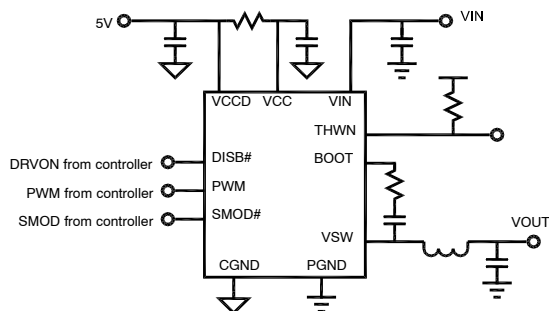 5V
VIN
VCCD VCC VIN
THWN
BOOT
DRVON from controller DISB#
PWM from controller PWM
SMOD from controller SMOD#
VSW
VOUT
CGND PGND